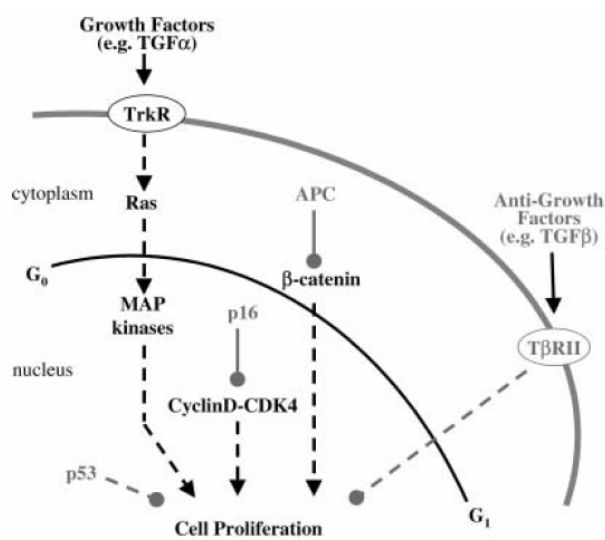 Growth Factors
(e.g. TGFα)
TrkR
cytoplasm
Ras
APC
Anti-Growth
Factors
(e.g. TGFβ)
G₀
β-catenin
MAP
kinases
p16
TβRII
nucleus
CyclinD-CDK4
p53
G₁
Cell Proliferation